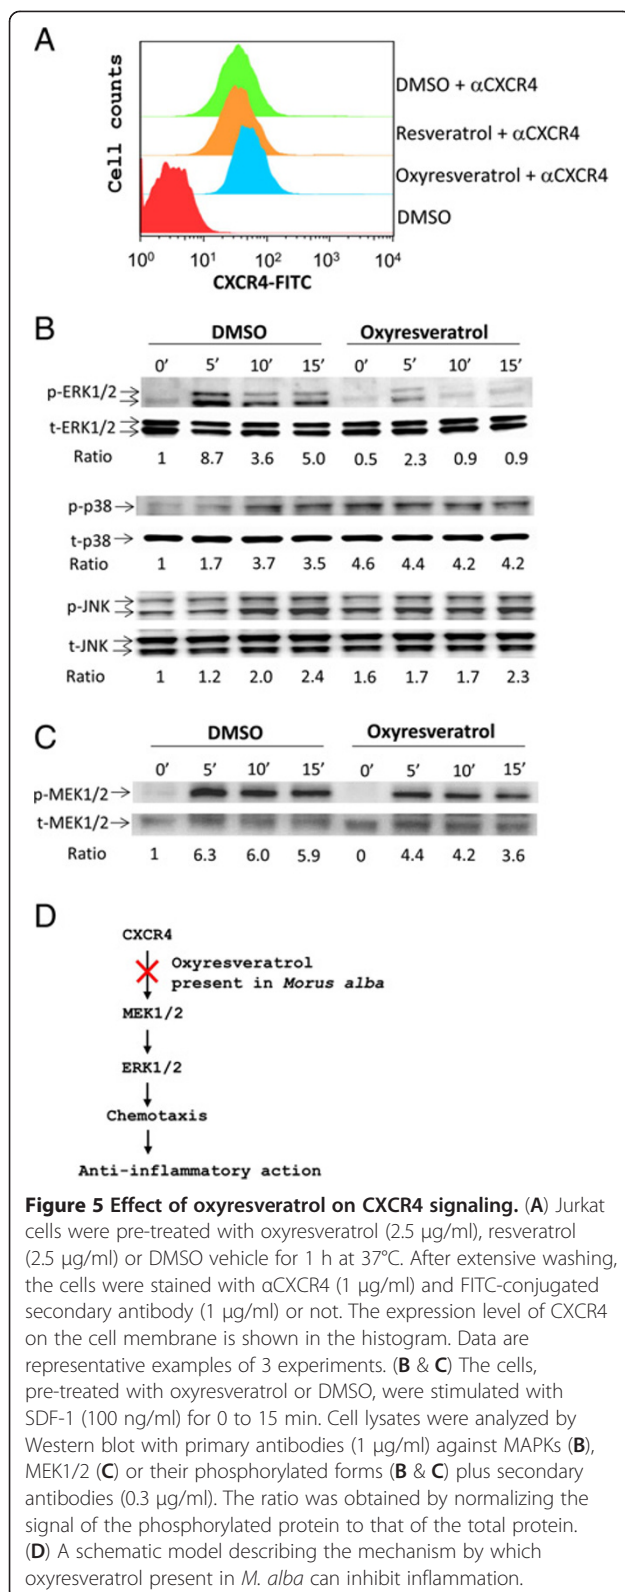 A
Cell counts
DMSO + αCXCR4
Resveratrol + αCXCR4
Oxyresveratrol + αCXCR4
DMSO
10⁰ 10¹ 10² 10³ 10⁴
CXCR4-FITC
B
DMSO Oxyresveratrol
0’ 5’ 10’ 15’ 0’ 5’ 10’ 15’
p-ERK1/2
t-ERK1/2
Ratio 1 8.7 3.6 5.0 0.5 2.3 0.9 0.9
p-p38
t-p38
Ratio 1 1.7 3.7 3.5 4.6 4.4 4.2 4.2
p-JNK
t-JNK
Ratio 1 1.2 2.0 2.4 1.6 1.7 1.7 2.3
C
DMSO Oxyresveratrol
0’ 5’ 10’ 15’ 0’ 5’ 10’ 15’
p-MEK1/2
t-MEK1/2
Ratio 1 6.3 6.0 5.9 0 4.4 4.2 3.6
D
CXCR4
Oxyresveratrol
present in Morus alba
MEK1/2
ERK1/2
Chemotaxis
Anti-inflammatory action
Figure 5 Effect of oxyresveratrol on CXCR4 signaling. (A) Jurkat
cells were pre-treated with oxyresveratrol (2.5 μg/ml), resveratrol
(2.5 μg/ml) or DMSO vehicle for 1 h at 37°C. After extensive washing,
the cells were stained with αCXCR4 (1 μg/ml) and FITC-conjugated
secondary antibody (1 μg/ml) or not. The expression level of CXCR4
on the cell membrane is shown in the histogram. Data are
representative examples of 3 experiments. (B & C) The cells,
pre-treated with oxyresveratrol or DMSO, were stimulated with
SDF-1 (100 ng/ml) for 0 to 15 min. Cell lysates were analyzed by
Western blot with primary antibodies (1 μg/ml) against MAPKs (B),
MEK1/2 (C) or their phosphorylated forms (B & C) plus secondary
antibodies (0.3 μg/ml). The ratio was obtained by normalizing the
signal of the phosphorylated protein to that of the total protein.
(D) A schematic model describing the mechanism by which
oxyresveratrol present in M. alba can inhibit inflammation.